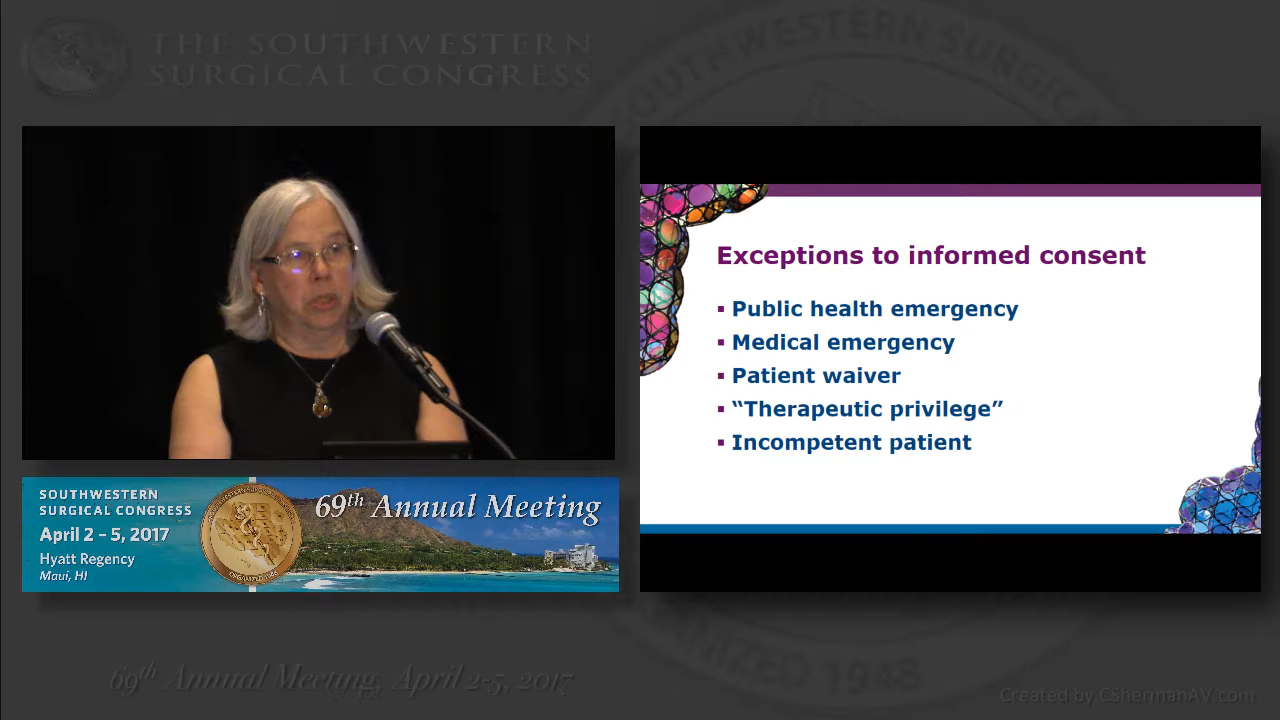 THE SOUTHWESTERN
SURGICAL CONGRESS
Exceptions to informed consent
▪ Public health emergency
▪ Medical emergency
▪ Patient waiver
▪ “Therapeutic privilege”
▪ Incompetent patient
SOUTHWESTERN
SURGICAL CONGRESS
April 2 – 5, 2017
Hyatt Regency
Maui, HI
69th Annual Meeting
69th Annual Meeting, April 2-5, 2017
NIZED 1948
Created by CShermanAV.com